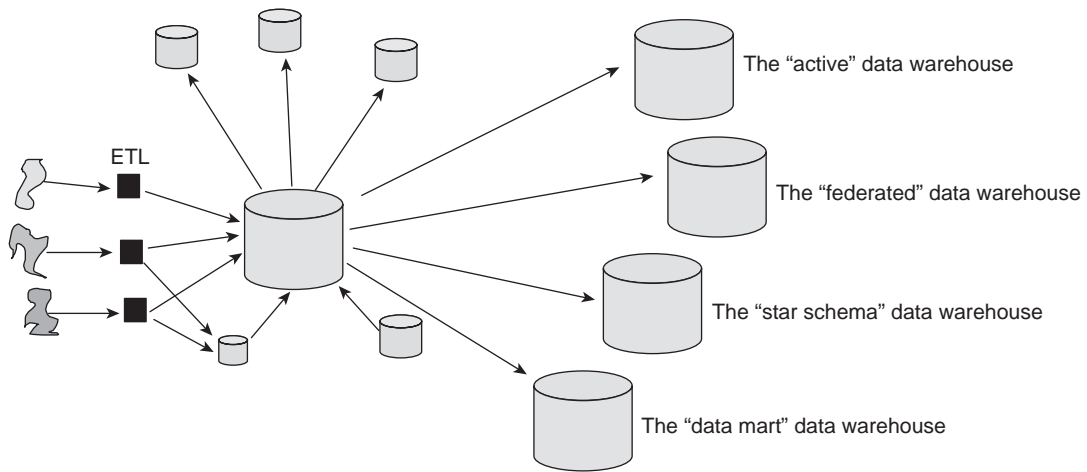 The “active” data warehouse
ETL
The “federated” data warehouse
The “star schema” data warehouse
The “data mart” data warehouse